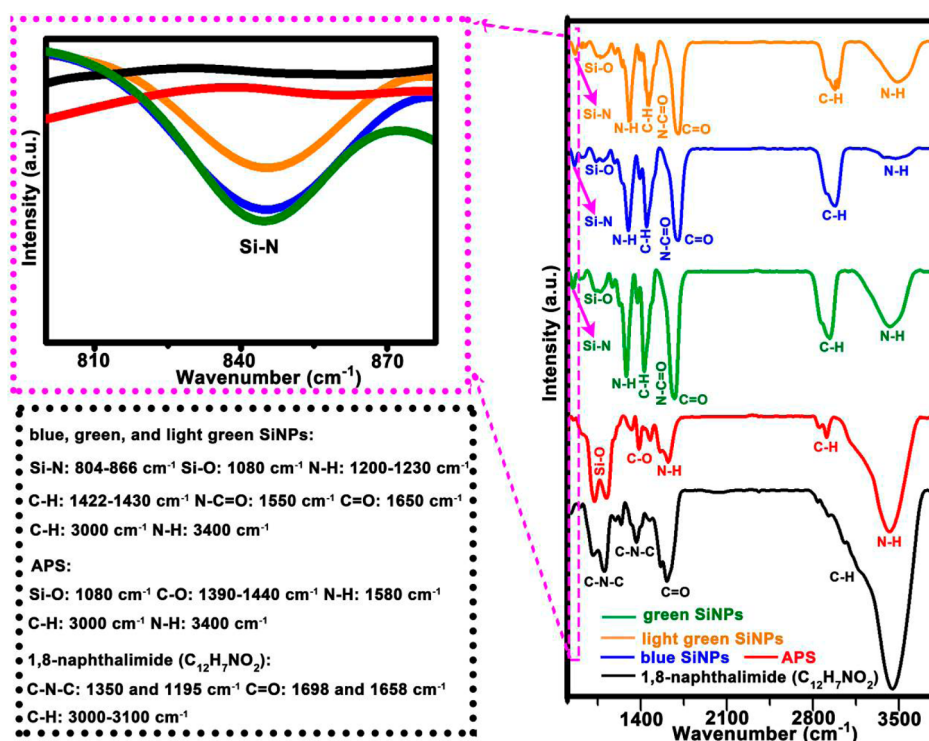 Intensity (a.u.)
Si-N
810 840 870
Wavenumber (cm⁻¹)
blue, green, and light green SiNPs:
Si-N: 804-866 cm⁻¹ Si-O: 1080 cm⁻¹ N-H: 1200-1230 cm⁻¹
C-H: 1422-1430 cm⁻¹ N-C=O: 1550 cm⁻¹ C=O: 1650 cm⁻¹
C-H: 3000 cm⁻¹ N-H: 3400 cm⁻¹
APS:
Si-O: 1080 cm⁻¹ C-O: 1390-1440 cm⁻¹ N-H: 1580 cm⁻¹
C-H: 3000 cm⁻¹ N-H: 3400 cm⁻¹
1,8-naphthalimide (C₁₂H₇NO₂):
C-N-C: 1350 and 1195 cm⁻¹ C=O: 1698 and 1658 cm⁻¹
C-H: 3000-3100 cm⁻¹
Intensity (a.u.)
Si-O
Si-N
N-H
C-H
N-C=O
C=O
C-H
N-H
Si-O
Si-N
N-H
C-H
N-C=O
C=O
C-H
N-H
Si-O
Si-N
N-H
C-H
N-C=O
C=O
C-H
N-H
Si-O
C-O
N-H
C-H
N-H
C-N-C
C-N-C
C=O
C-H
green SiNPs
light green SiNPs
blue SiNPs APS
1,8-naphthalimide (C₁₂H₇NO₂)
1400 2100 2800 3500
Wavenumber (cm⁻¹)